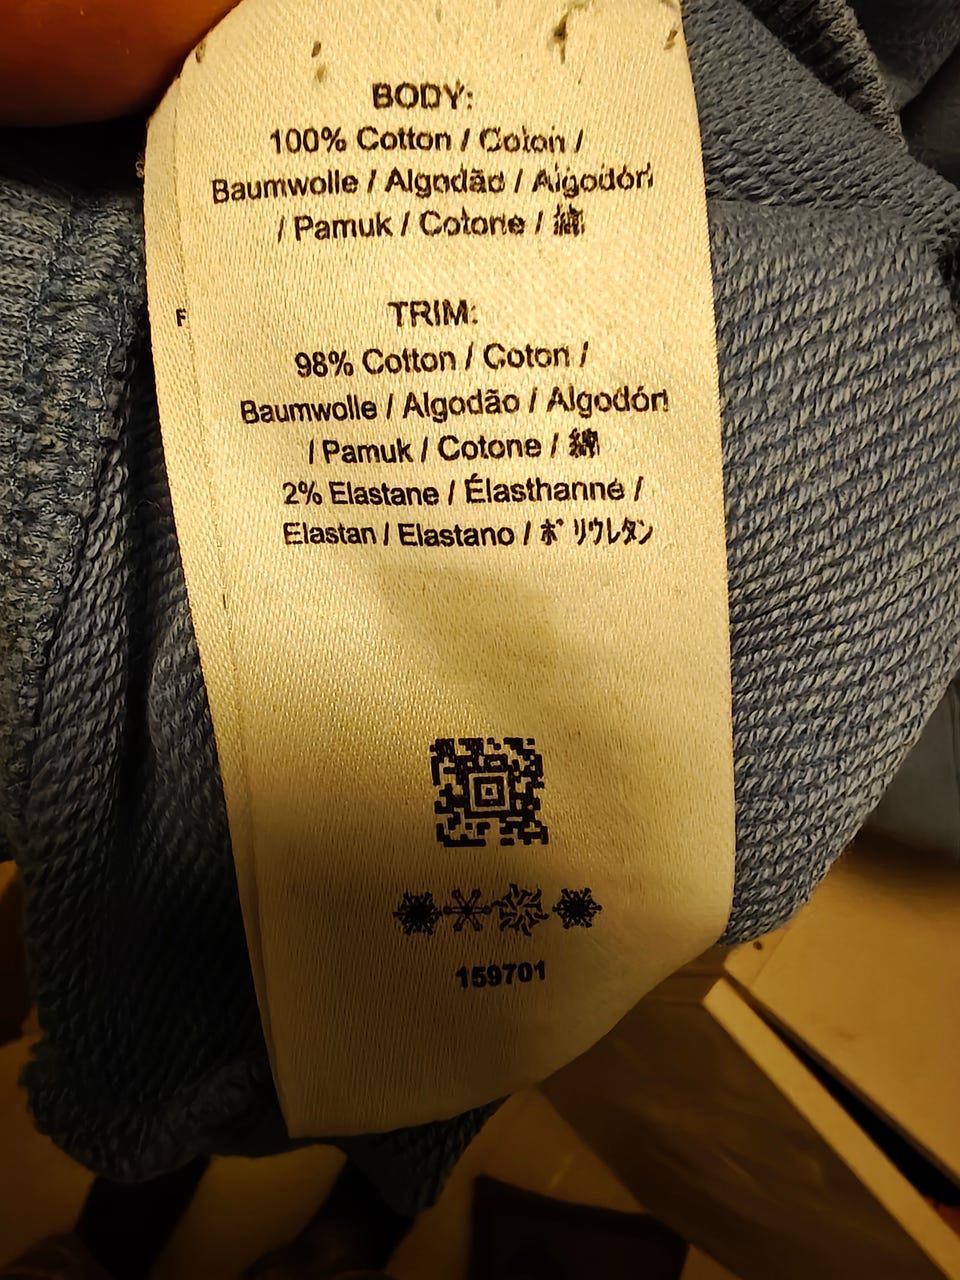 BODY:
100% Cotton / Coton /
Baumwolle / Algodão / Algodón
/ Pamuk / Cotone / 綿
F
TRIM:
98% Cotton / Coton /
Baumwolle / Algodão / Algodón
/ Pamuk / Cotone / 綿
2% Elastane / Élasthanne /
Elastan / Elastano / ポリウレタン
159701